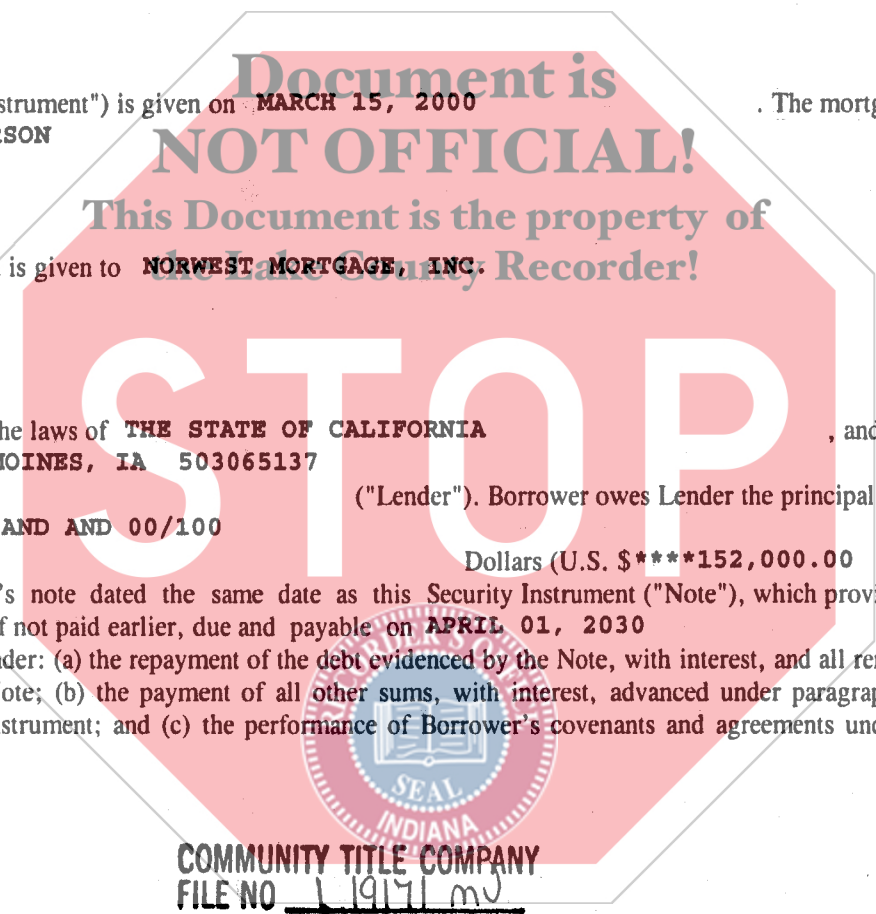 Document is
strument") is given on MARCH 15, 2000 . The mortg
RSON
NOT OFFICIAL!
This Document is the property of
is given to NORWEST MORTGAGE, INC.
the Lake County Recorder!
STOP
he laws of THE STATE OF CALIFORNIA , and
MOINES, IA 503065137
("Lender"). Borrower owes Lender the principal
AND AND 00/100
Dollars (U.S. $****152,000.00
's note dated the same date as this Security Instrument ("Note"), which provi
f not paid earlier, due and payable on APRIL 01, 2030
der: (a) the repayment of the debt evidenced by the Note, with interest, and all re
ote; (b) the payment of all other sums, with interest, advanced under paragrap
strument; and (c) the performance of Borrower's covenants and agreements und
RECORDER'S OFFICE
SEAL
INDIANA
COMMUNITY TITLE COMPANY
FILE NO